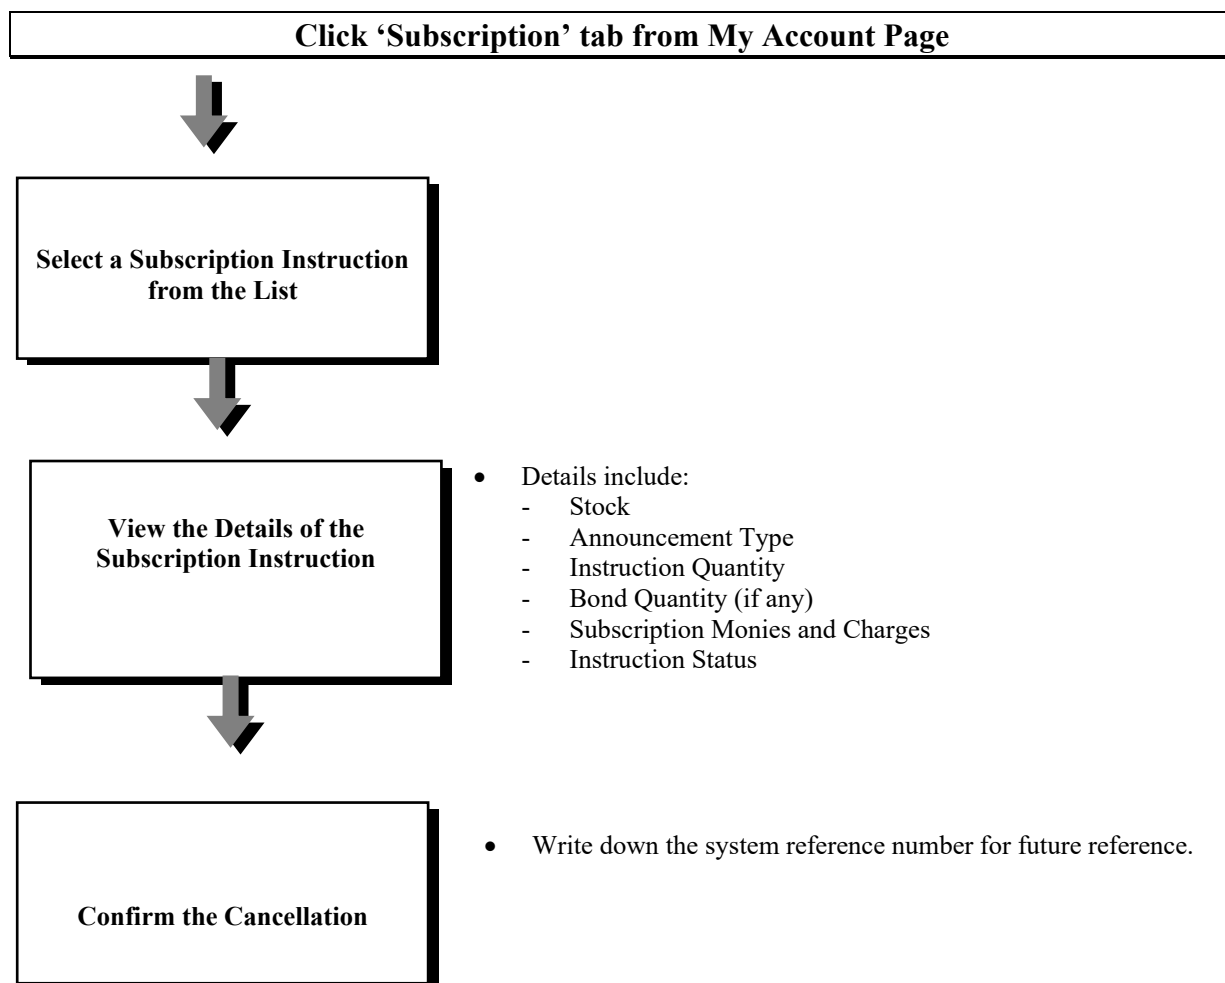 Click ‘Subscription’ tab from My Account Page
Select a Subscription Instruction
from the List
View the Details of the
Subscription Instruction
• Details include:
- Stock
- Announcement Type
- Instruction Quantity
- Bond Quantity (if any)
- Subscription Monies and Charges
- Instruction Status
Confirm the Cancellation
• Write down the system reference number for future reference.